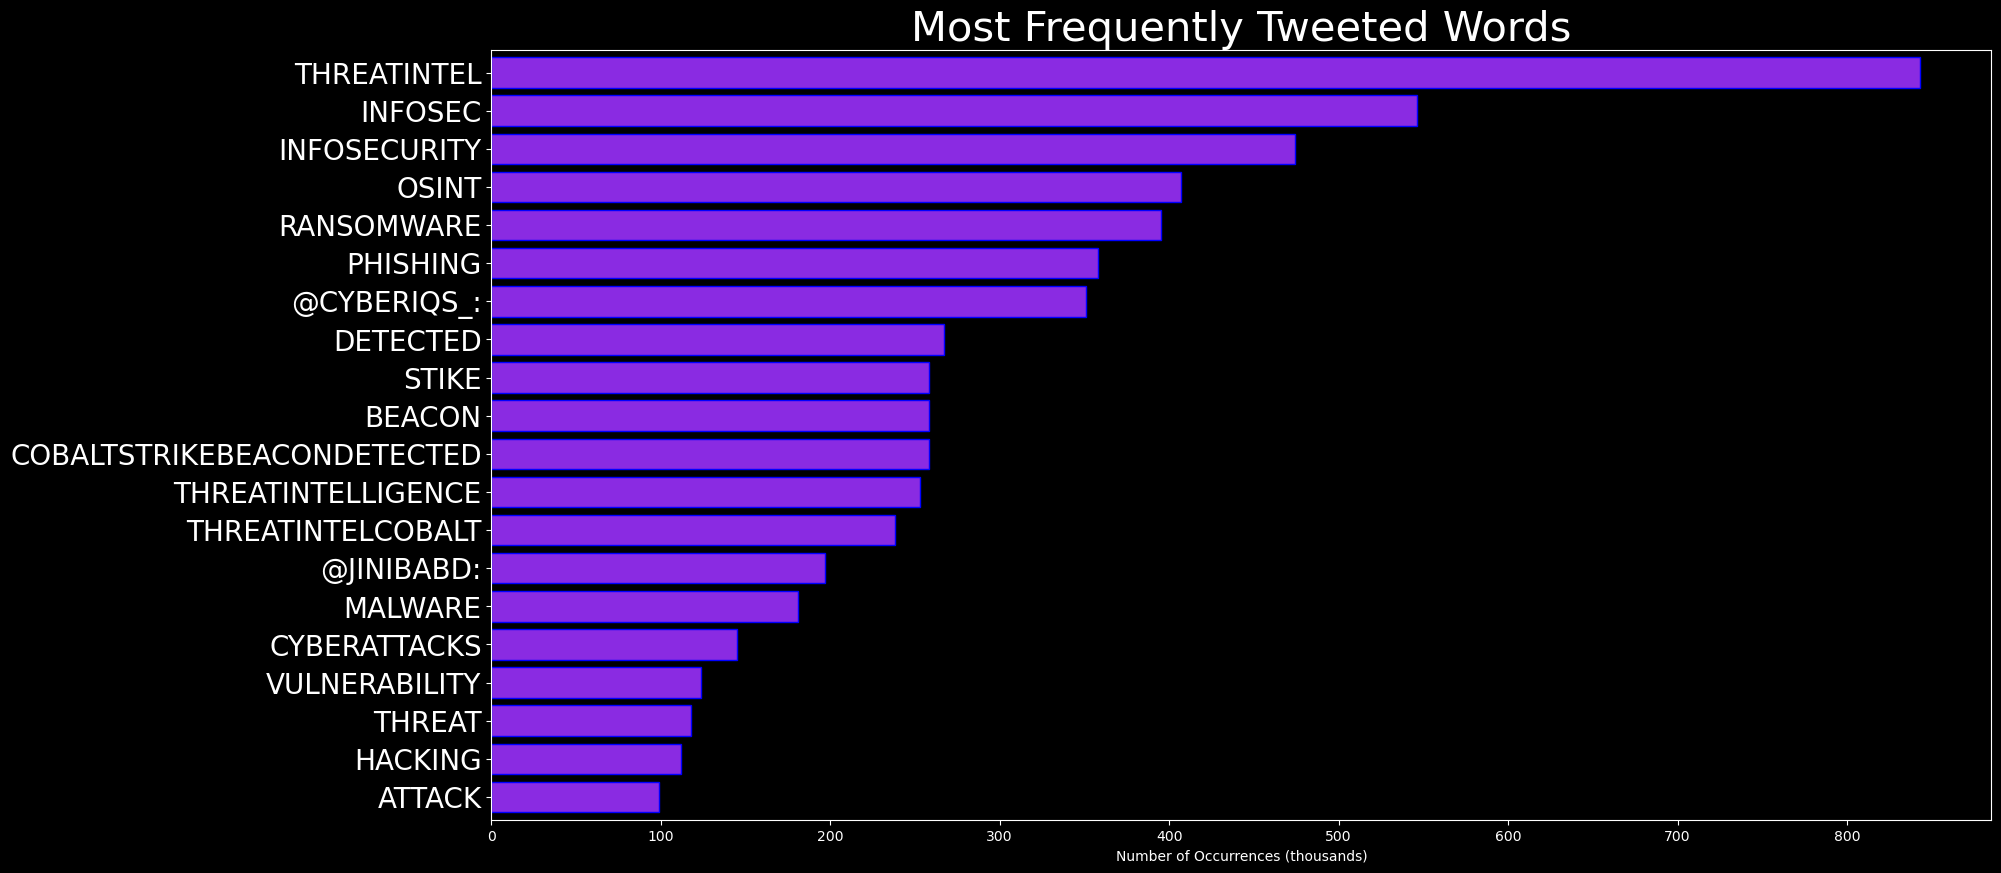 Most Frequently Tweeted Words
THREATINTEL
INFOSEC
INFOSECURITY
OSINT
RANSOMWARE
PHISHING
@CYBERIQS_:
DETECTED
STIKE
BEACON
COBALTSTRIKEBEACONDETECTED
THREATINTELLIGENCE
THREATINTELCOBALT
@JINIBABD:
MALWARE
CYBERATTACKS
VULNERABILITY
THREAT
HACKING
ATTACK
0 100 200 300 400 500 600 700 800
Number of Occurrences (thousands)